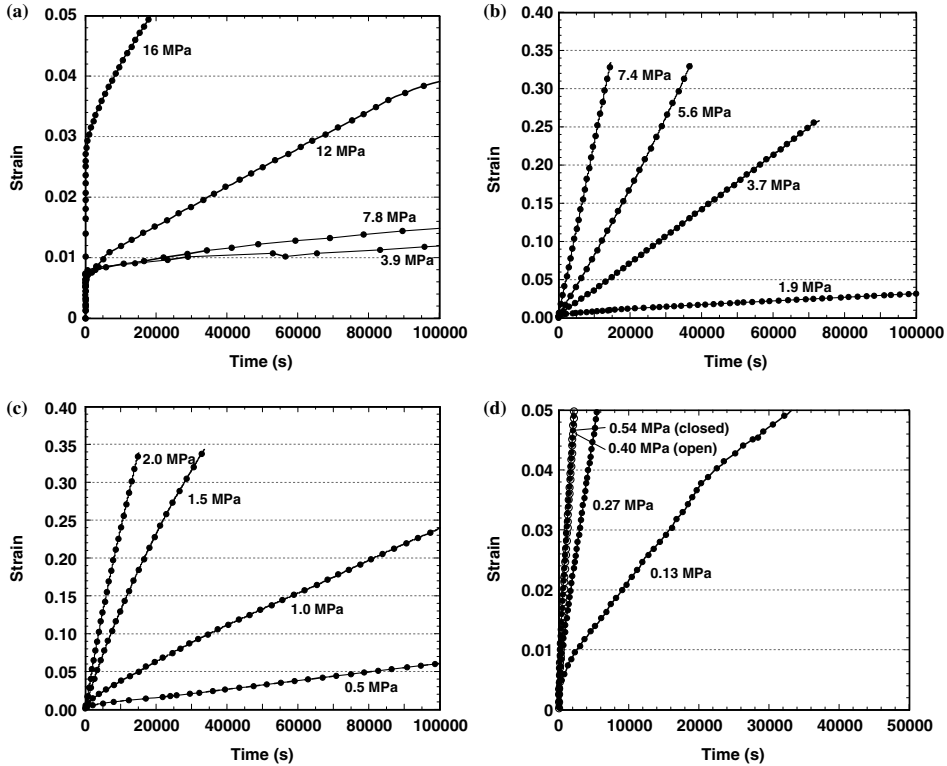 (a)
0.05
0.04
0.03
0.02
0.01
0
Strain
16 MPa
12 MPa
7.8 MPa
3.9 MPa
0 20000 40000 60000 80000 100000
Time (s)
(b)
0.40
0.35
0.30
0.25
0.20
0.15
0.10
0.05
0.00
Strain
7.4 MPa
5.6 MPa
3.7 MPa
1.9 MPa
0 20000 40000 60000 80000 100000
Time (s)
(c)
0.40
0.35
0.30
0.25
0.20
0.15
0.10
0.05
0.00
Strain
2.0 MPa
1.5 MPa
1.0 MPa
0.5 MPa
0 20000 40000 60000 80000 100000
Time (s)
(d)
0.05
0.04
0.03
0.02
0.01
0
Strain
0.54 MPa (closed)
0.40 MPa (open)
0.27 MPa
0.13 MPa
0 10000 20000 30000 40000 50000
Time (s)